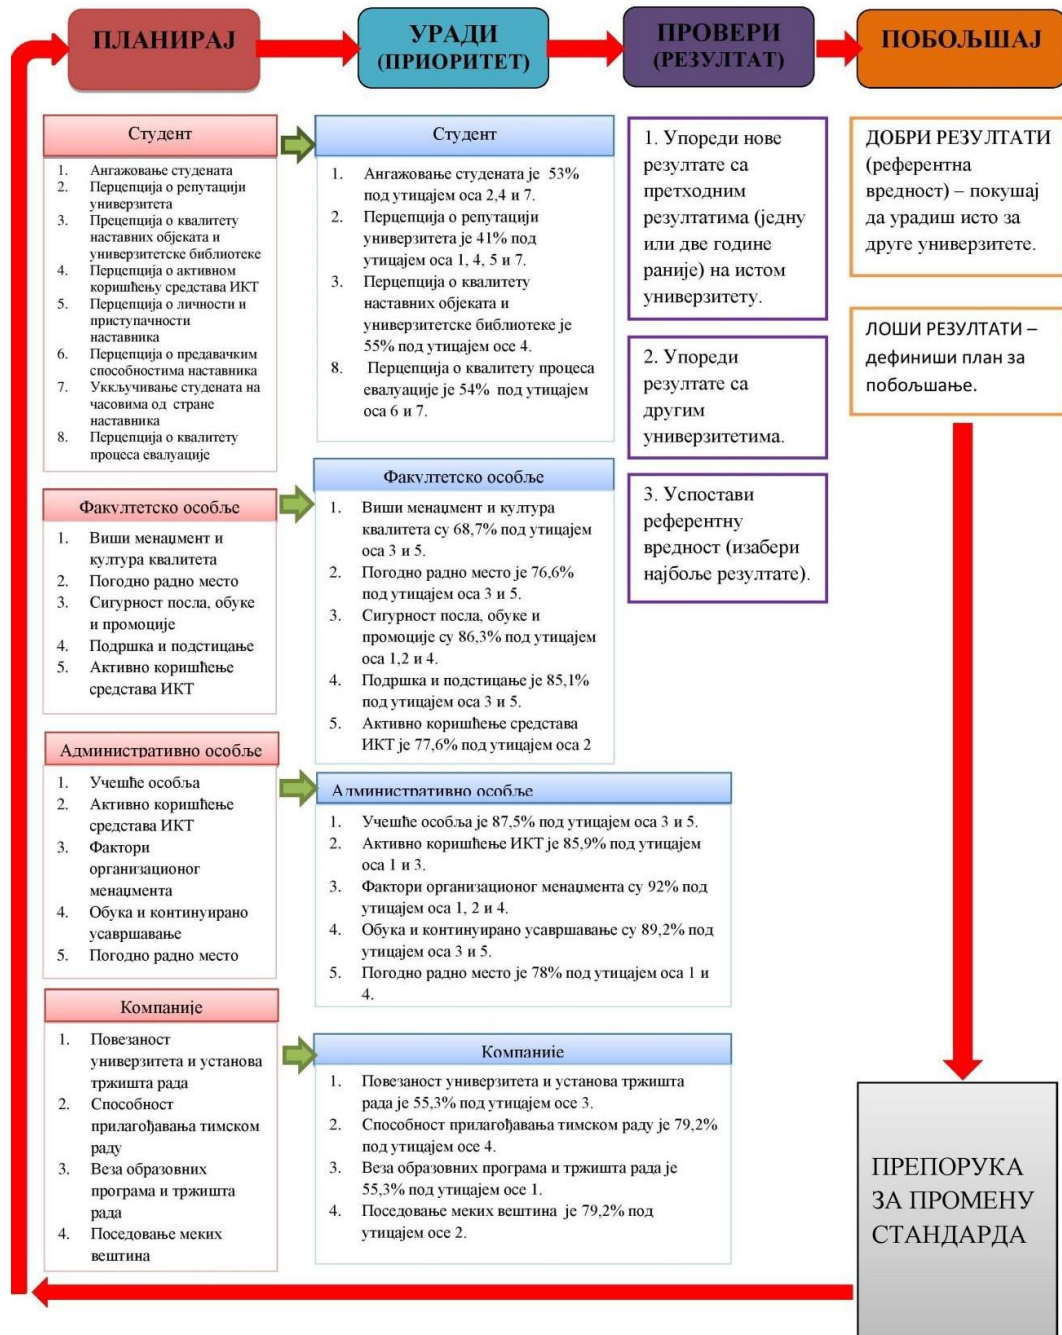 ПЛАНИРАЈ
УРАДИ
(ПРИОРИТЕТ)
ПРОВЕРИ
(РЕЗУЛТАТ)
ПОБОЉШАЈ
Студент
1. Ангажовање студената
2. Перцепција о репутацији
универзитета
3. Прецепција о квалитету
наставних објеката и
универзитетске библиотеке
4. Перцепција о активном
коришћењу средстава ИКТ
5. Перцепција о личности и
приступачности
наставника
6. Перцепција о предавачким
способностима наставника
7. Уккључивање студената на
часовима од стране
наставника
8. Перцепција о квалитету
процеса евалуације
Факултетско особље
1. Виши менаџмент и
култура квалитета
2. Погодно радно место
3. Сигурност посла, обуке
и промоције
4. Подршка и подстицање
5. Активно коришћење
средстава ИКТ
Административно особље
1. Учешће особља
2. Активно коришћење
средстава ИКТ
3. Фактори
организационог
менаџмента
4. Обука и континуирано
усавршавање
5. Погодно радно место
Компаније
1. Повезаност
универзитета и установа
тржишта рада
2. Способност
прилагођавања тимском
раду
3. Веза образовних
програма и тржишта
рада
4. Поседовање меких
вештина
Студент
1. Ангажовање студената је 53%
под утицајем оса 2,4 и 7.
2. Перцепција о репутацији
универзитета је 41% под
утицајем оса 1, 4, 5 и 7.
3. Перцепција о квалитету
наставних објеката и
универзитетске библиотеке је
55% под утицајем осе 4.
8. Перцепција о квалитету процеса
евалуације је 54% под утицајем
оса 6 и 7.
Факултетско особље
1. Виши менаџмент и култура
квалитета су 68,7% под утицајем
оса 3 и 5.
2. Погодно радно место је 76,6%
под утицајем оса 3 и 5.
3. Сигурност посла, обуке и
промоције су 86,3% под утицајем
оса 1,2 и 4.
4. Подршка и подстицање је 85,1%
под утицајем оса 3 и 5.
5. Активно коришћење средстава
ИКТ је 77,6% под утицајем оса 2
Административно особље
1. Учешће особља је 87,5% под утицајем оса 3 и 5.
2. Активно коришћење ИКТ је 85,9% под утицајем
оса 1 и 3.
3. Фактори организационог менаџмента су 92% под
утицајем оса 1, 2 и 4.
4. Обука и континуирано усавршавање су 89,2% под
утицајем оса 3 и 5.
5. Погодно радно место је 78% под утицајем оса 1 и
4.
Компаније
1. Повезаност универзитета и установа тржишта
рада је 55,3% под утицајем осе 3.
2. Способност прилагођавања тимском раду је 79,2%
под утицајем осе 4.
3. Веза образовних програма и тржишта рада је
55,3% под утицајем осе 1.
4. Поседовање меких вештина је 79,2% под
утицајем осе 2.
1. Упореди нове
резултате са
претходним
резултатима (једну
или две године
раније) на истом
универзитету.
2. Упореди
резултате са
другим
универзитетима.
3. Успостави
референтну
вредност (изабери
најбоље резултате).
ДОБРИ РЕЗУЛТАТИ
(референтна
вредност) – покушај
да урадиш исто за
друге универзитете.
ЛОШИ РЕЗУЛТАТИ –
дефиниши план за
побољшање.
ПРЕПОРУКА
ЗА ПРОМЕНУ
СТАНДАРДА